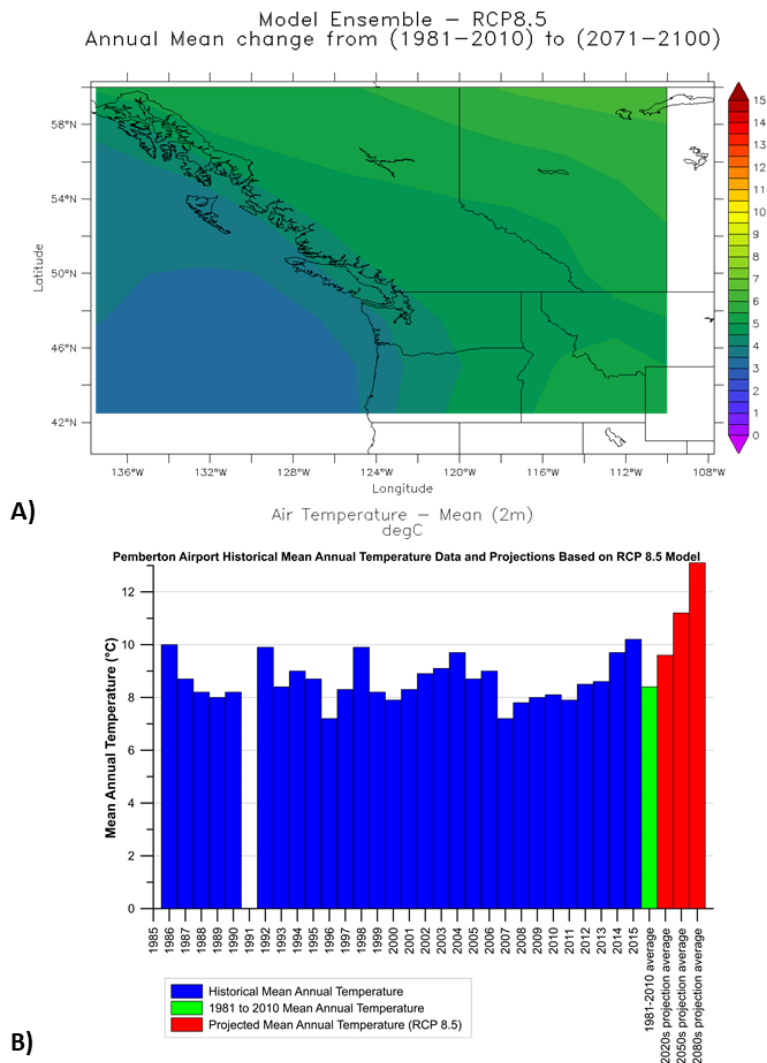 Model Ensemble – RCP8.5
Annual Mean change from (1981–2010) to (2071–2100)
58°N
54°N
50°N
46°N
42°N
Latitude
136°W 132°W 128°W 124°W 120°W 116°W 112°W 108°W
Longitude
15
14
13
12
11
10
9
8
7
6
5
4
3
2
1
0
A)
Air Temperature – Mean (2m)
degC
Pemberton Airport Historical Mean Annual Temperature Data and Projections Based on RCP 8.5 Model
Mean Annual Temperature (°C)
12
10
8
6
4
2
0
1985
1986
1987
1988
1989
1990
1991
1992
1993
1994
1995
1996
1997
1998
1999
2000
2001
2002
2003
2004
2005
2006
2007
2008
2009
2010
2011
2012
2013
2014
2015
1981-2010 average
2020s projection average
2050s projection average
2080s projection average
Historical Mean Annual Temperature
1981 to 2010 Mean Annual Temperature
Projected Mean Annual Temperature (RCP 8.5)
B)